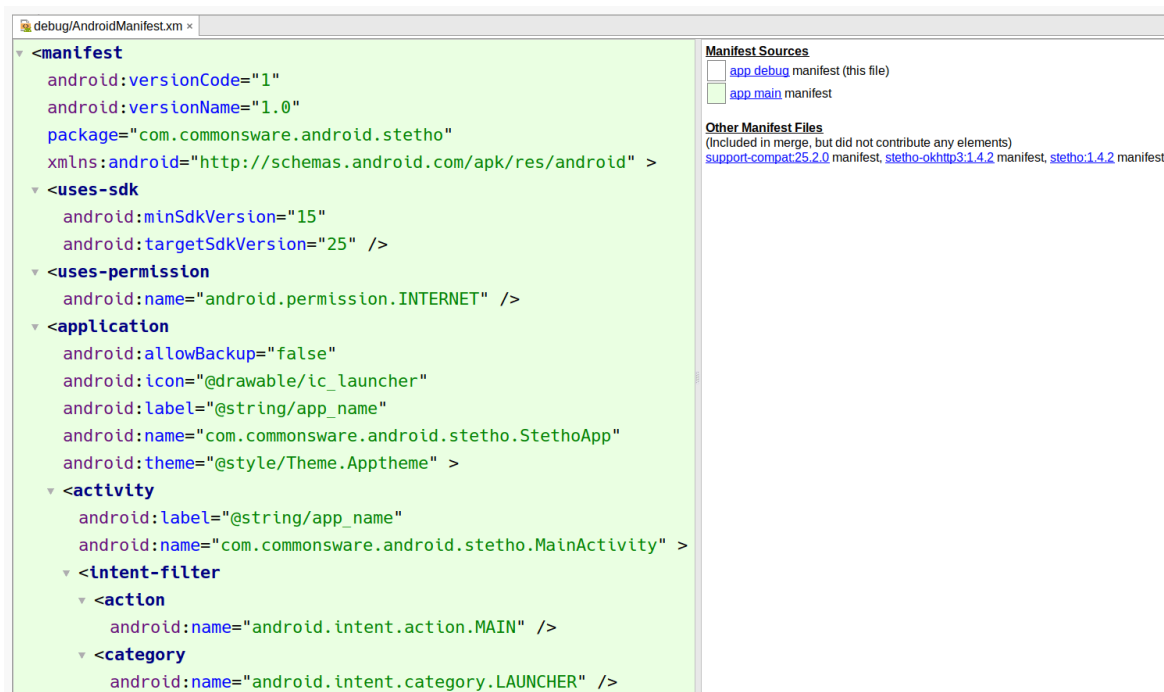 debug/AndroidManifest.xm ×
<manifest
android:versionCode="1"
android:versionName="1.0"
package="com.commonsware.android.stetho"
xmlns:android="http://schemas.android.com/apk/res/android" >
<uses-sdk
android:minSdkVersion="15"
android:targetSdkVersion="25" />
<uses-permission
android:name="android.permission.INTERNET" />
<application
android:allowBackup="false"
android:icon="@drawable/ic_launcher"
android:label="@string/app_name"
android:name="com.commonsware.android.stetho.StethoApp"
android:theme="@style/Theme.Apptheme" >
<activity
android:label="@string/app_name"
android:name="com.commonsware.android.stetho.MainActivity" >
<intent-filter
<action
android:name="android.intent.action.MAIN" />
<category
android:name="android.intent.category.LAUNCHER" />
Manifest Sources
app debug manifest (this file)
app main manifest
Other Manifest Files
(Included in merge, but did not contribute any elements)
support-compat:25.2.0 manifest, stetho-okhttp3:1.4.2 manifest, stetho:1.4.2 manifest